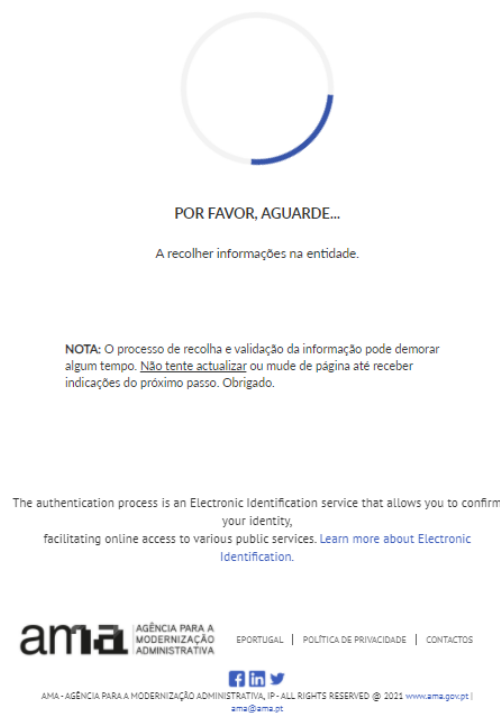 POR FAVOR, AGUARDE...
A recolher informações na entidade.
NOTA: O processo de recolha e validação da informação pode demorar
algum tempo. Não tente actualizar ou mude de página até receber
indicações do próximo passo. Obrigado.
The authentication process is an Electronic Identification service that allows you to confirm
your identity,
facilitating online access to various public services. Learn more about Electronic
Identification.
ama AGÊNCIA PARA A
MODERNIZAÇÃO
ADMINISTRATIVA
EPORTUGAL | POLÍTICA DE PRIVACIDADE | CONTACTOS
AMA - AGÊNCIA PARA A MODERNIZAÇÃO ADMINISTRATIVA, IP - ALL RIGHTS RESERVED @ 2021 www.ama.gov.pt |
ama@ama.pt